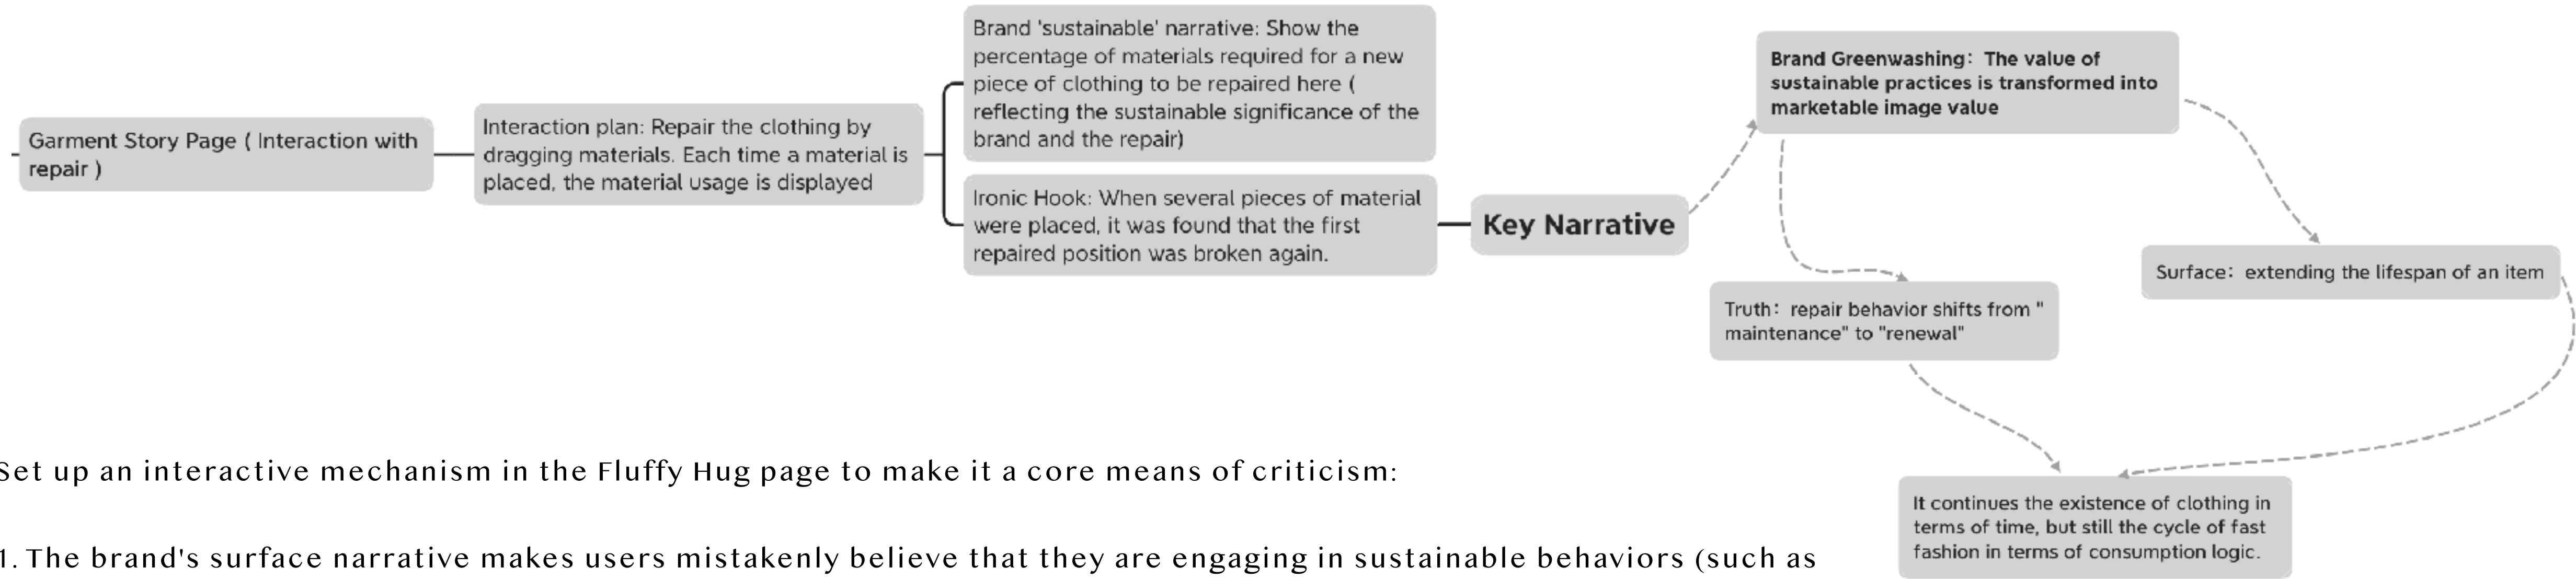 Garment Story Page ( Interaction with
repair )
Interaction plan: Repair the clothing by
dragging materials. Each time a material is
placed, the material usage is displayed
Brand 'sustainable' narrative: Show the
percentage of materials required for a new
piece of clothing to be repaired here (
reflecting the sustainable significance of the
brand and the repair)
Ironic Hook: When several pieces of material
were placed, it was found that the first
repaired position was broken again.
Key Narrative
Brand Greenwashing: The value of
sustainable practices is transformed into
marketable image value
Truth: repair behavior shifts from "
maintenance" to "renewal"
Surface: extending the lifespan of an item
It continues the existence of clothing in
terms of time, but still the cycle of fast
fashion in terms of consumption logic.
Set up an interactive mechanism in the Fluffy Hug page to make it a core means of criticism:
1. The brand's surface narrative makes users mistakenly believe that they are engaging in sustainable behaviors (such as